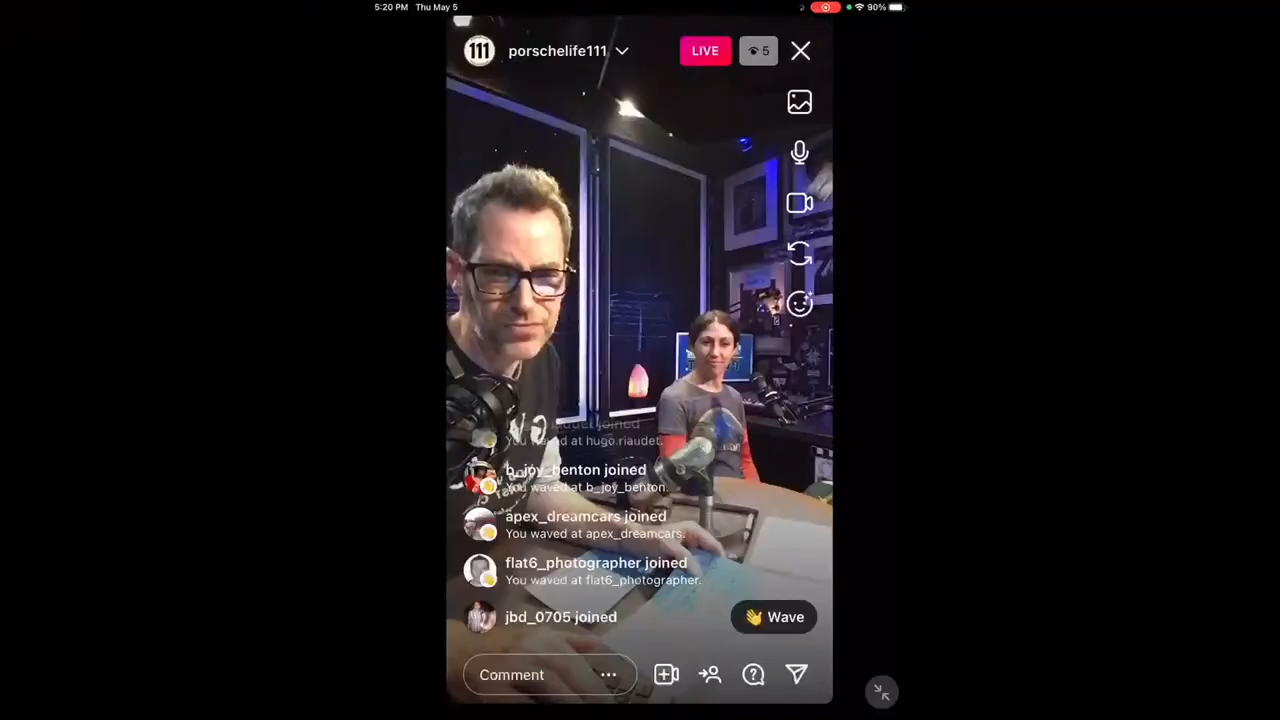 5:20 PM Thu May 5
90%
111
porschelife111
LIVE
5
joined
You waved at hugo.riaudet.
b_joy_benton joined
You waved at b_joy_benton.
apex_dreamcars joined
You waved at apex_dreamcars.
flat6_photographer joined
You waved at flat6_photographer.
jbd_0705 joined
Wave
Comment